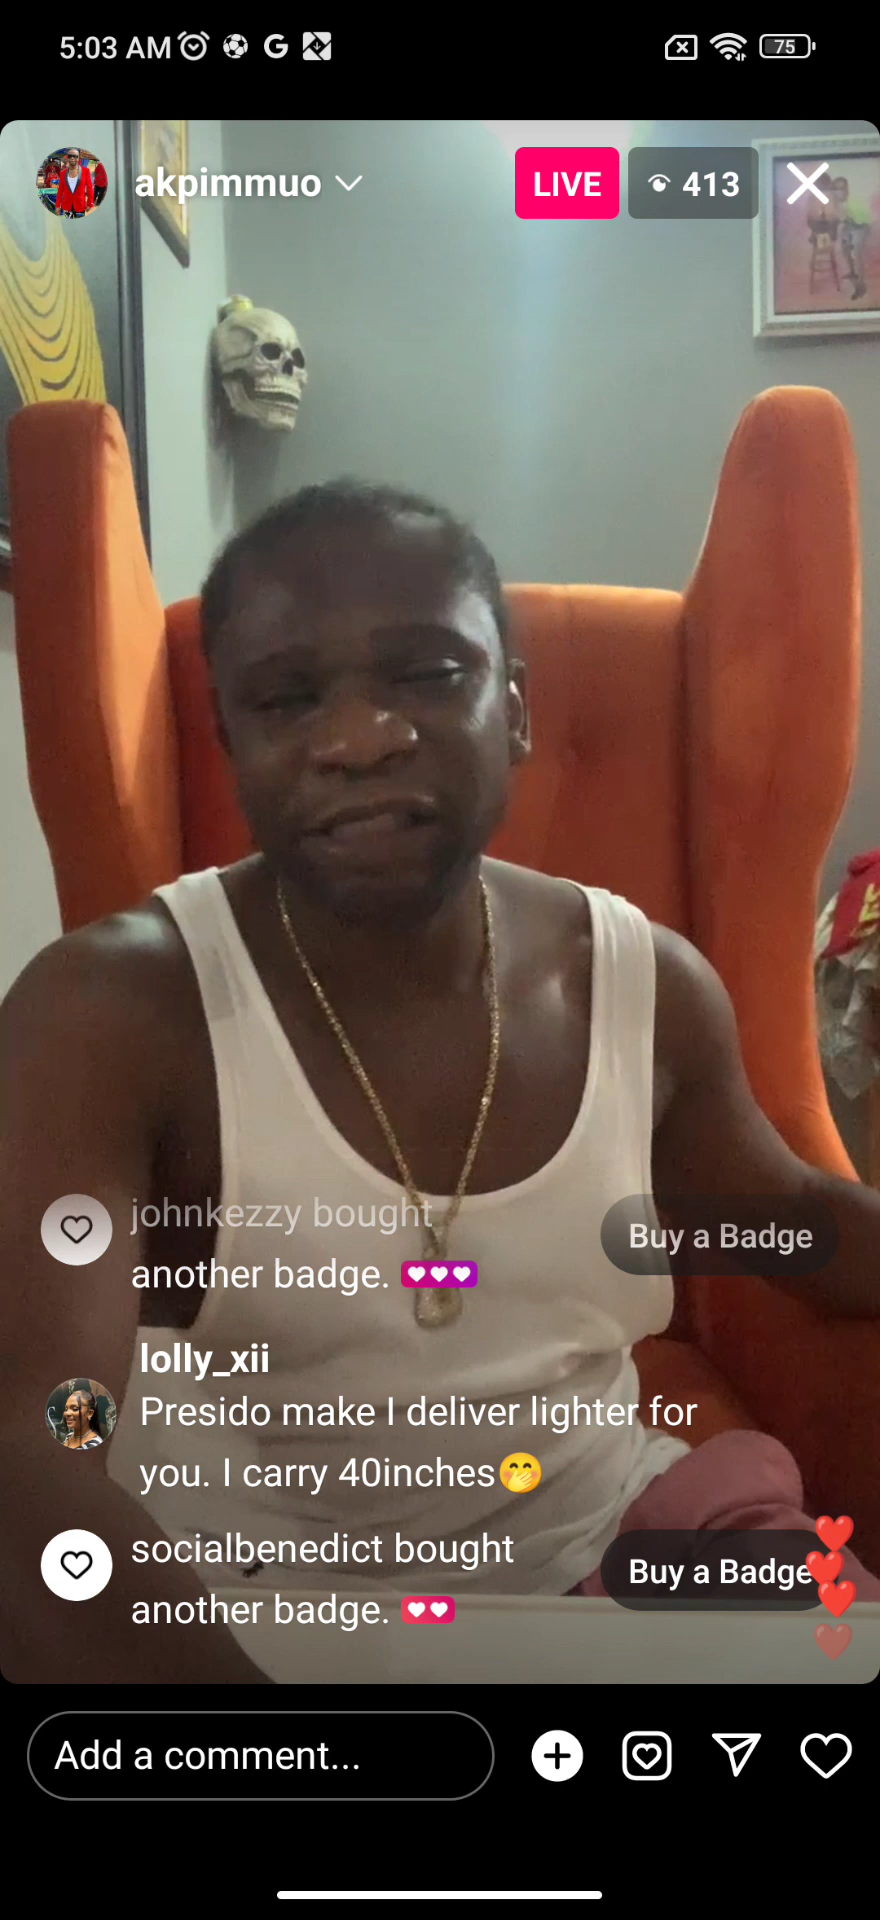 5:03 AM
75
akpimmuo
LIVE
413
johnkezzy bought
another badge.
Buy a Badge
lolly_xii
Presido make I deliver lighter for
you. I carry 40inches🤭
socialbenedict bought
another badge.
Buy a Badge
Add a comment...